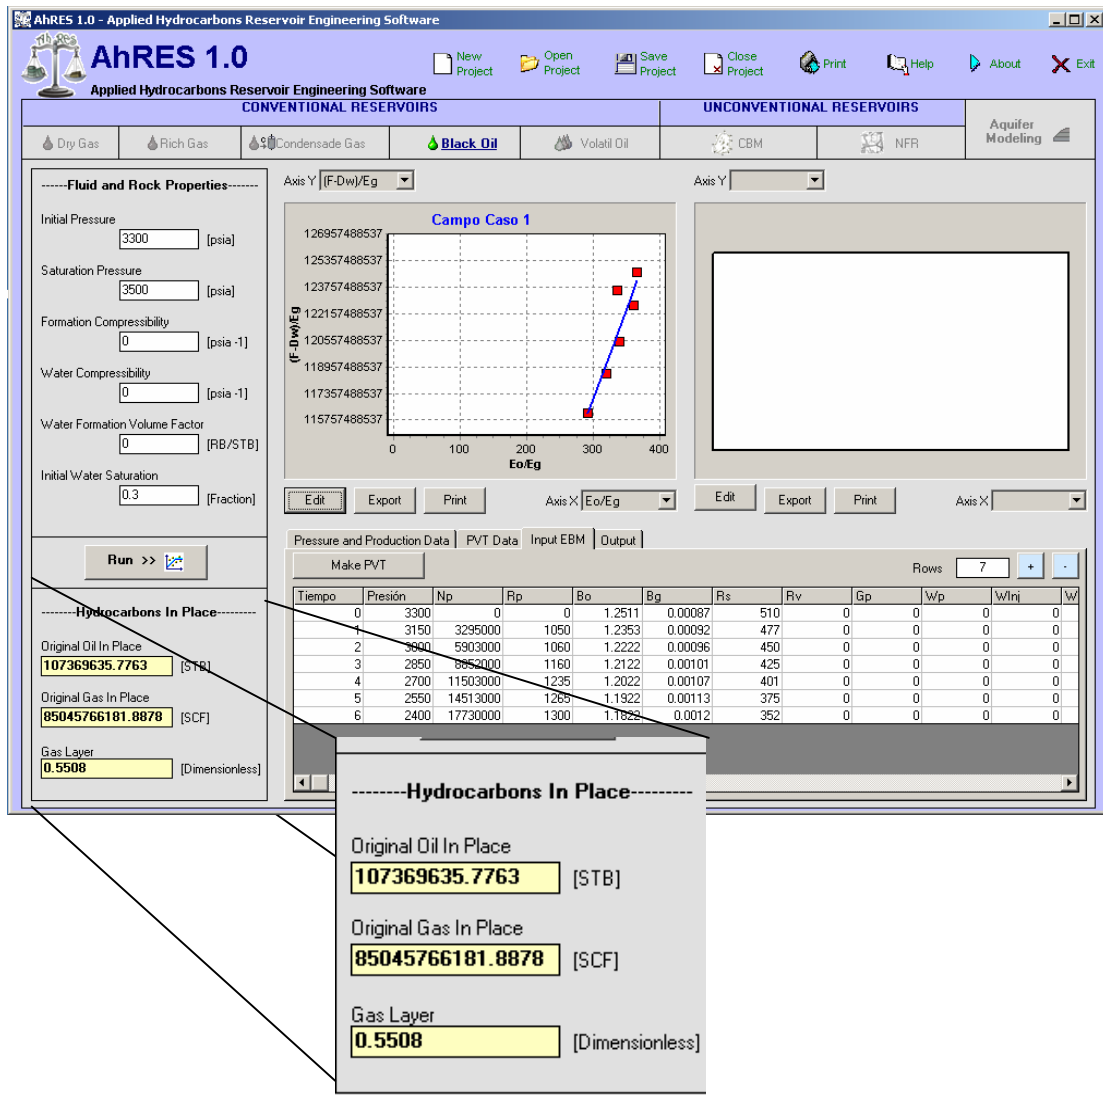 AhRES 1.0 - Applied Hydrocarbons Reservoir Engineering Software
Ah Res
AhRES 1.0
Applied Hydrocarbons Reservoir Engineering Software
New Project
Open Project
Save Project
Close Project
Print
Help
About
Exit
CONVENTIONAL RESERVOIRS
UNCONVENTIONAL RESERVOIRS
Aquifer Modeling
Dry Gas
Rich Gas
Condensade Gas
Black Oil
Volatil Oil
CBM
NFR
------Fluid and Rock Properties-------
Initial Pressure
3300 [psia]
Saturation Pressure
3500 [psia]
Formation Compressibility
0 [psia -1]
Water Compressibility
0 [psia -1]
Water Formation Volume Factor
0 [RB/STB]
Initial Water Saturation
0.3 [Fraction]
Run >>
--------Hydrocarbons In Place---------
Original Oil In Place
107369635.7763 [STB]
Original Gas In Place
85045766181.8878 [SCF]
Gas Layer
0.5508 [Dimensionless]
Axis Y (F-Dw)/Eg
Campo Caso 1
126957488537
125357488537
123757488537
122157488537
120557488537
118957488537
117357488537
115757488537
(F-Dw)/Eg
0 100 200 300 400
Eo/Eg
Edit Export Print Axis X Eo/Eg
Axis Y
Edit Export Print Axis X
Pressure and Production Data PVT Data Input EBM Output
Make PVT Rows 7 + -
Tiempo Presión Np Rp Bo Bg Rs Rv Gp Wp WInj W
0 3300 0 0 1.2511 0.00087 510 0 0 0 0
1 3150 3295000 1050 1.2353 0.00092 477 0 0 0 0
2 3000 5903000 1060 1.2222 0.00096 450 0 0 0 0
3 2850 8852000 1160 1.2122 0.00101 425 0 0 0 0
4 2700 11503000 1235 1.2022 0.00107 401 0 0 0 0
5 2550 14513000 1265 1.1922 0.00113 375 0 0 0 0
6 2400 17730000 1300 1.1822 0.0012 352 0 0 0 0
--------Hydrocarbons In Place---------
Original Oil In Place
107369635.7763 [STB]
Original Gas In Place
85045766181.8878 [SCF]
Gas Layer
0.5508 [Dimensionless]